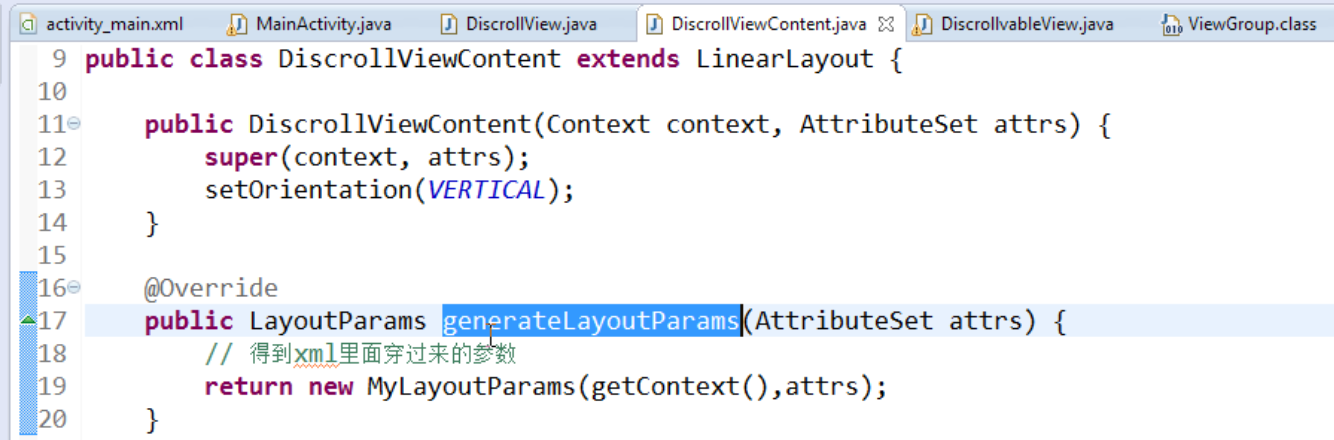 activity_main.xml MainActivity.java DiscrollView.java DiscrollViewContent.java DiscrollvableView.java ViewGroup.class
9 public class DiscrollViewContent extends LinearLayout {
10
11 public DiscrollViewContent(Context context, AttributeSet attrs) {
12 super(context, attrs);
13 setOrientation(VERTICAL);
14 }
15
16 @Override
17 public LayoutParams generateLayoutParams(AttributeSet attrs) {
18 // 得到xml里面穿过来的参数
19 return new MyLayoutParams(getContext(),attrs);
20 }